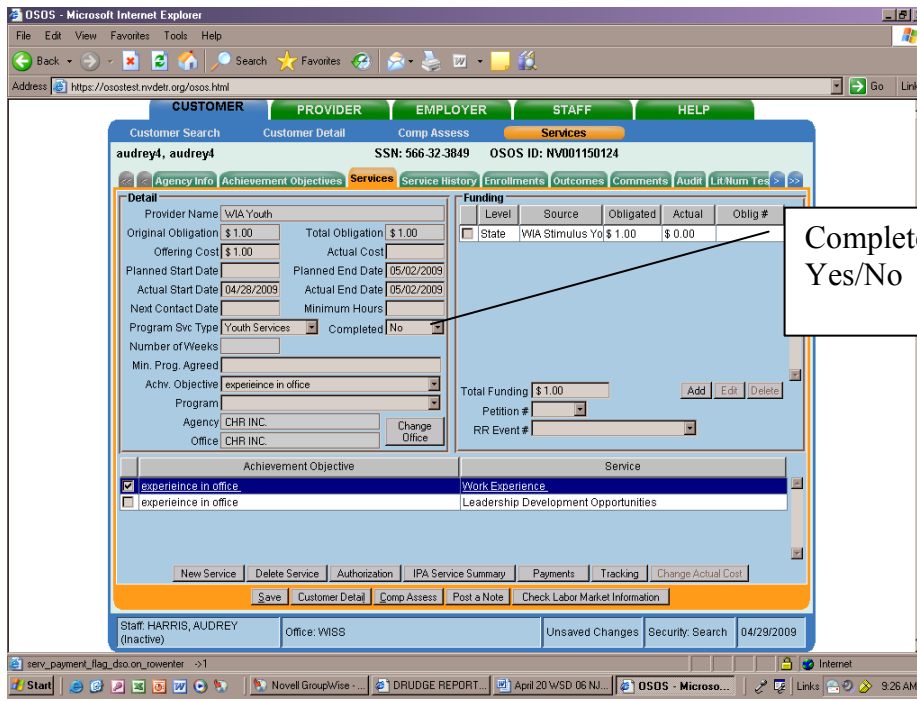 OSOS - Microsoft Internet Explorer
File Edit View Favorites Tools Help
Back Search Favorites
Address https://osostest.nvdetr.org/osos.html Go Link
CUSTOMER PROVIDER EMPLOYER STAFF HELP
Customer Search Customer Detail Comp Assess Services
audrey4, audrey4 SSN: 566-32-3849 OSOS ID: NV001150124
<< < Agency Info Achievement Objectives Services Service History Enrollments Outcomes Comments Audit Lit/Num Tes > >>
Detail
Provider Name WIA Youth
Original Obligation $ 1.00 Total Obligation $ 1.00
Offering Cost $ 1.00 Actual Cost
Planned Start Date Planned End Date 05/02/2009
Actual Start Date 04/28/2009 Actual End Date 05/02/2009
Next Contact Date Minimum Hours
Program Svc Type Youth Services Completed No
Number of Weeks
Min. Prog. Agreed
Achv. Objective experieince in office
Program
Agency CHR INC.
Office CHR INC.
Change Office
Funding
Level Source Obligated Actual Oblig #
State WIA Stimulus Yo $ 1.00 $ 0.00
Total Funding $ 1.00 Add Edit Delete
Petition #
RR Event #
Complete
Yes/No
Achievement Objective Service
experieince in office Work Experience
experieince in office Leadership Development Opportunities
New Service Delete Service Authorization IPA Service Summary Payments Tracking Change Actual Cost
Save Customer Detail Comp Assess Post a Note Check Labor Market Information
Staff: HARRIS, AUDREY
(Inactive)
Office: WISS Unsaved Changes Security: Search 04/29/2009
serv_payment_flag_dso.on_rowenter ->1 Internet
Start Novell GroupWise - ... DRUDGE REPORT... April 20 WSD 06 NJ... OSOS - Microso... Links 9:26 AM